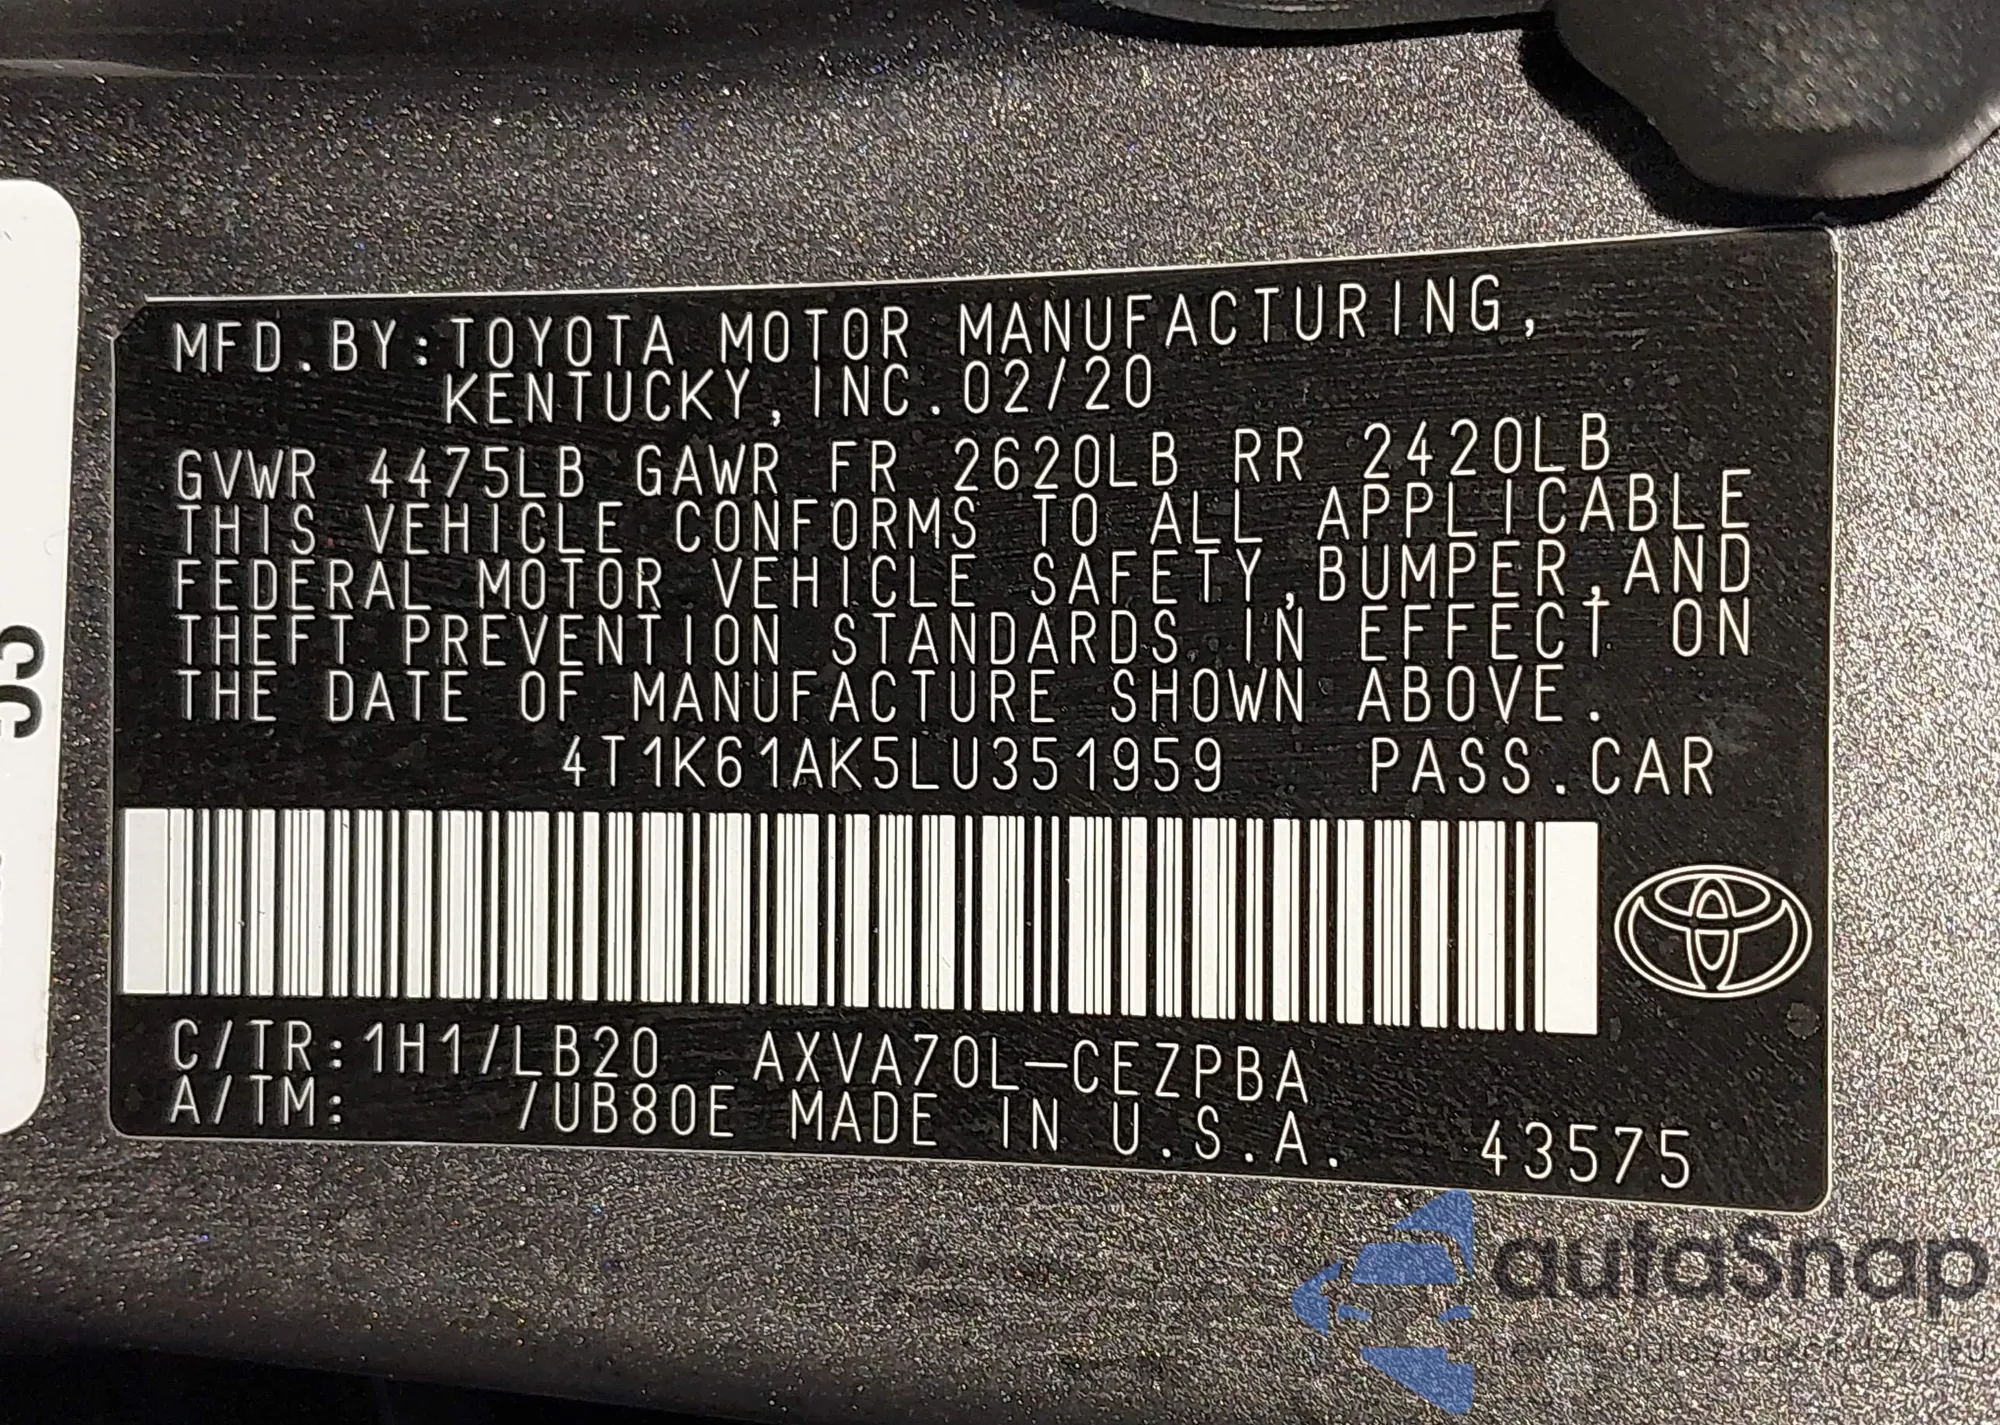 MFD.BY:TOYOTA MOTOR MANUFACTURING,
KENTUCKY, INC.02/20
GVWR 4475LB GAWR FR 2620LB RR 2420LB
THIS VEHICLE CONFORMS TO ALL APPLICABLE
FEDERAL MOTOR VEHICLE SAFETY,BUMPER,AND
THEFT PREVENTION STANDARDS IN EFFECT ON
THE DATE OF MANUFACTURE SHOWN ABOVE.
4T1K61AK5LU351959 PASS.CAR
C/TR:1H1/LB20 AXVA70L-CEZPBA
A/TM: /UB80E MADE IN U.S.A. 43575
autaSnap